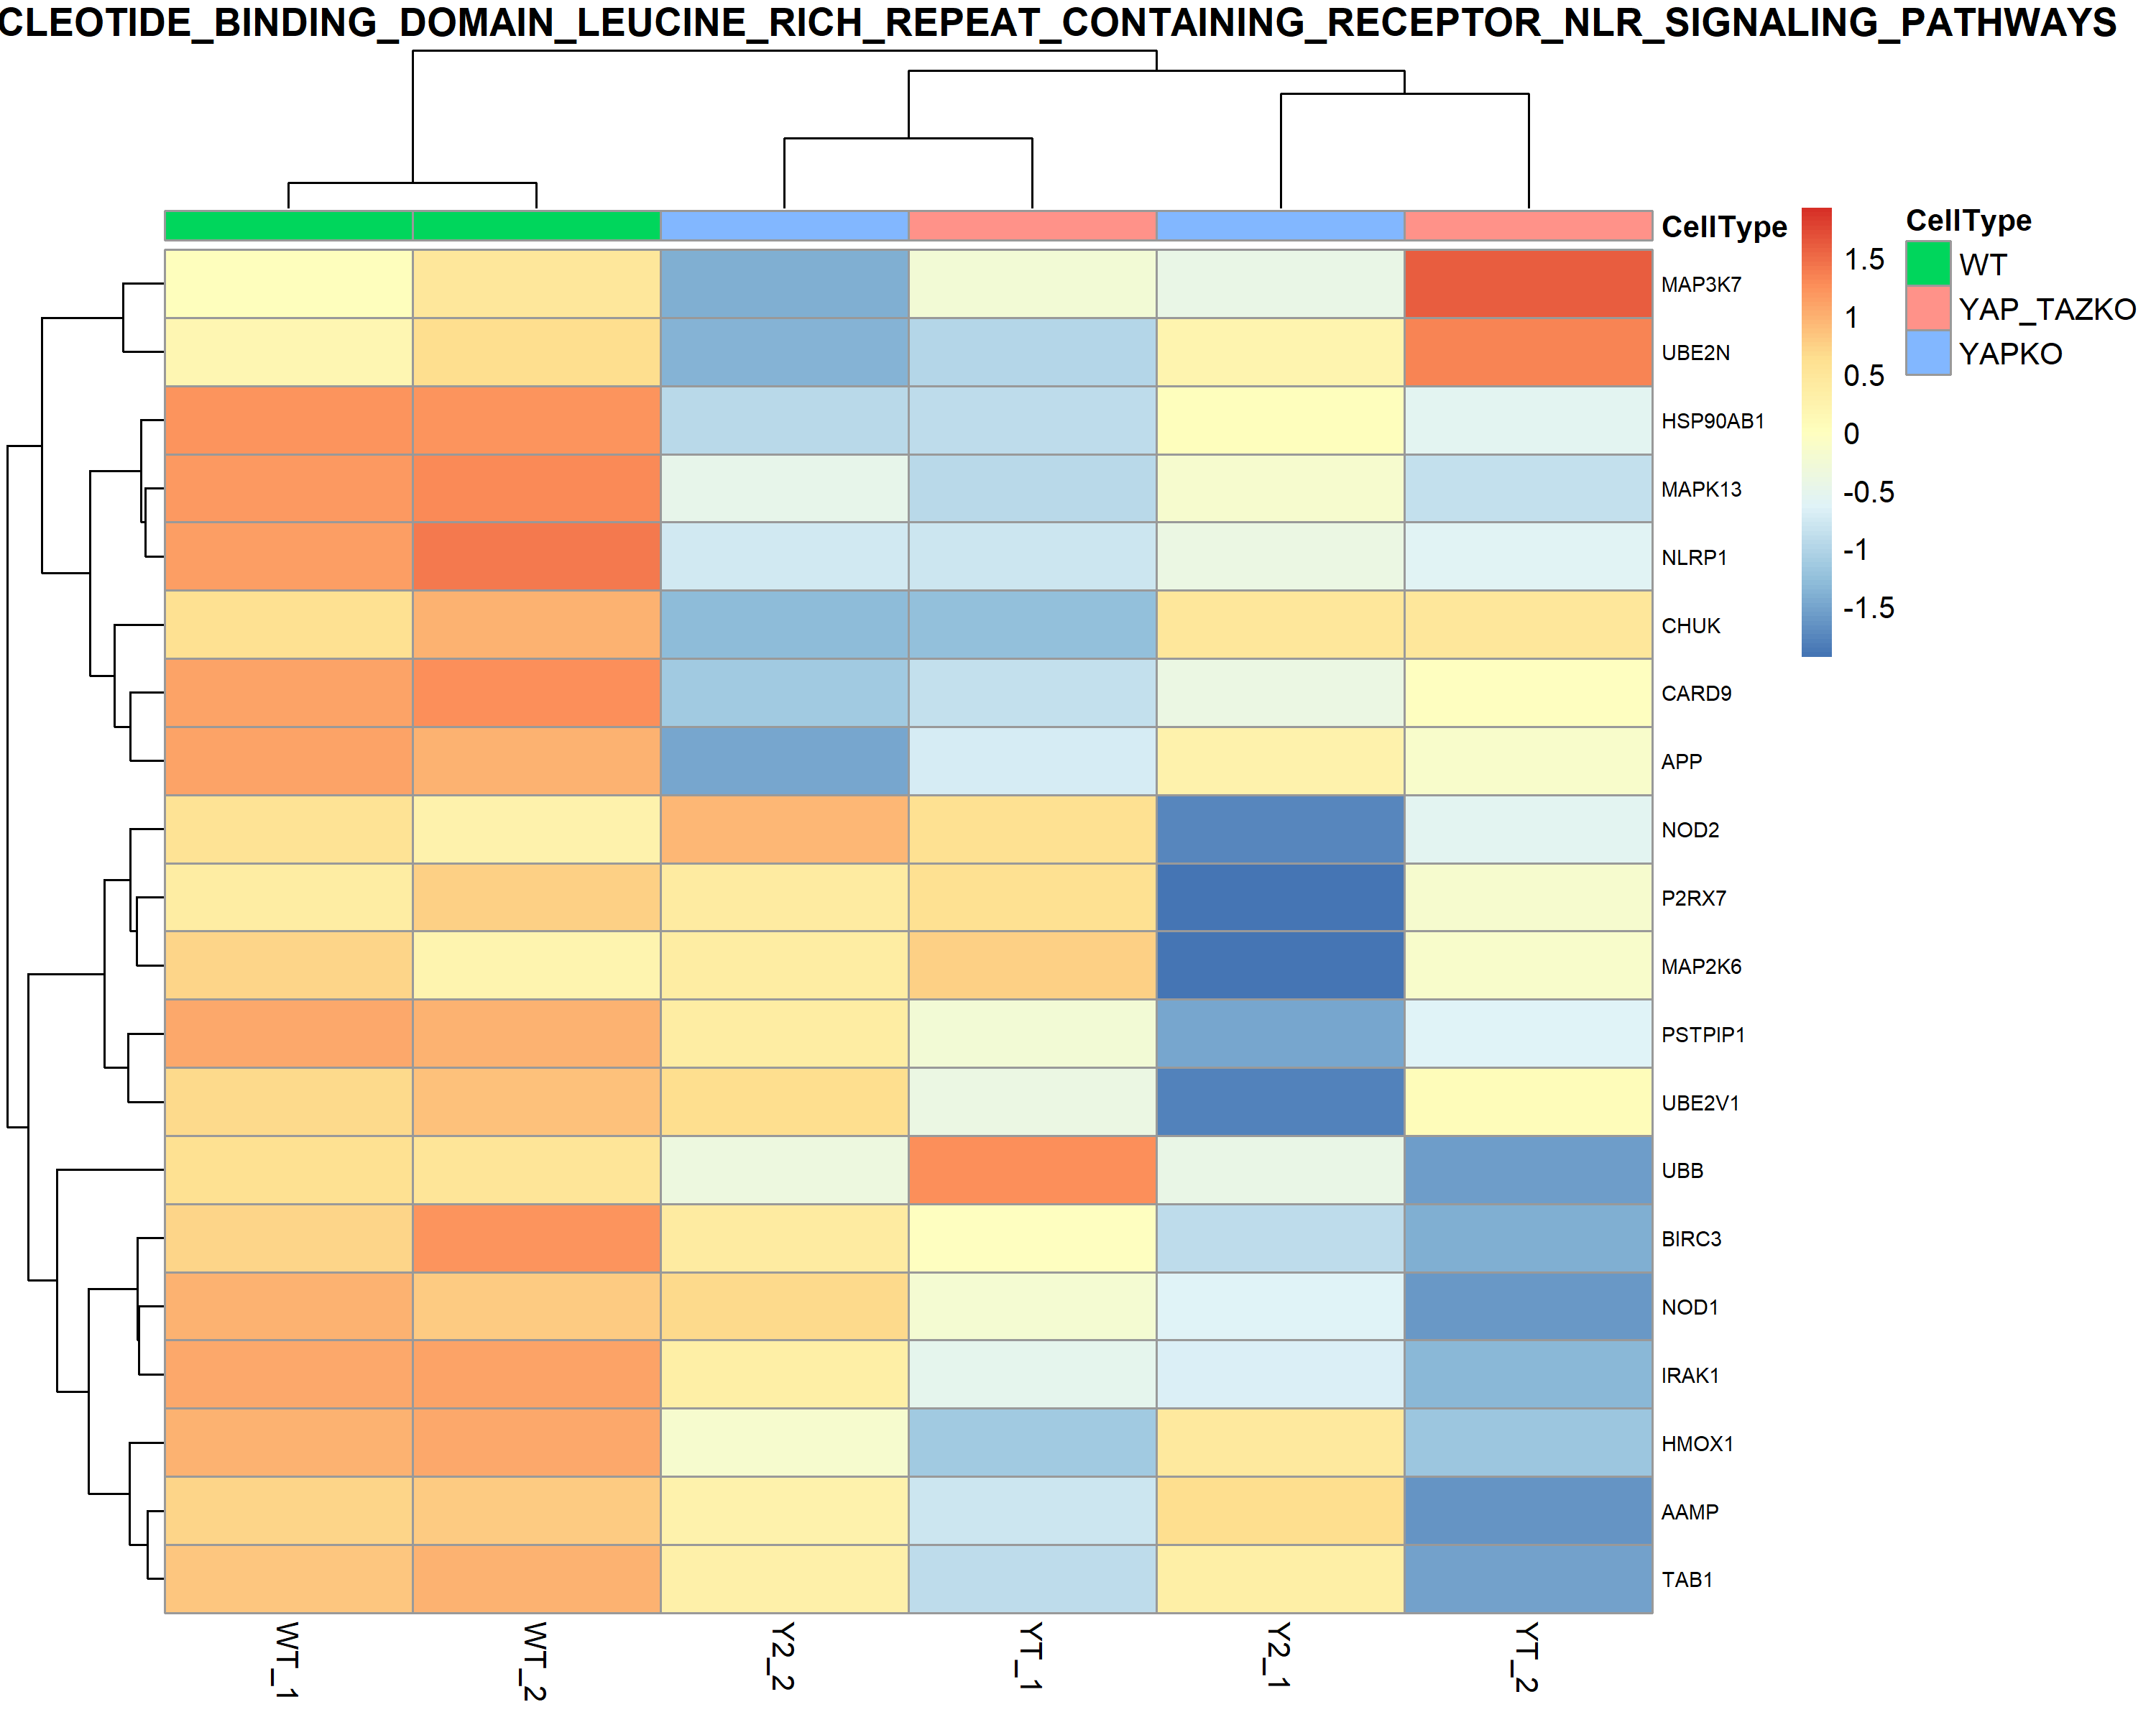 CLEOTIDE_BINDING_DOMAIN_LEUCINE_RICH_REPEAT_CONTAINING_RECEPTOR_NLR_SIGNALING_PATHWAYS
CellType
MAP3K7
UBE2N
HSP90AB1
MAPK13
NLRP1
CHUK
CARD9
APP
NOD2
P2RX7
MAP2K6
PSTPIP1
UBE2V1
UBB
BIRC3
NOD1
IRAK1
HMOX1
AAMP
TAB1
1.5
1
0.5
0
-0.5
-1
-1.5
CellType
WT
YAP_TAZKO
YAPKO
WT_1
WT_2
Y2_2
YT_1
Y2_1
YT_2